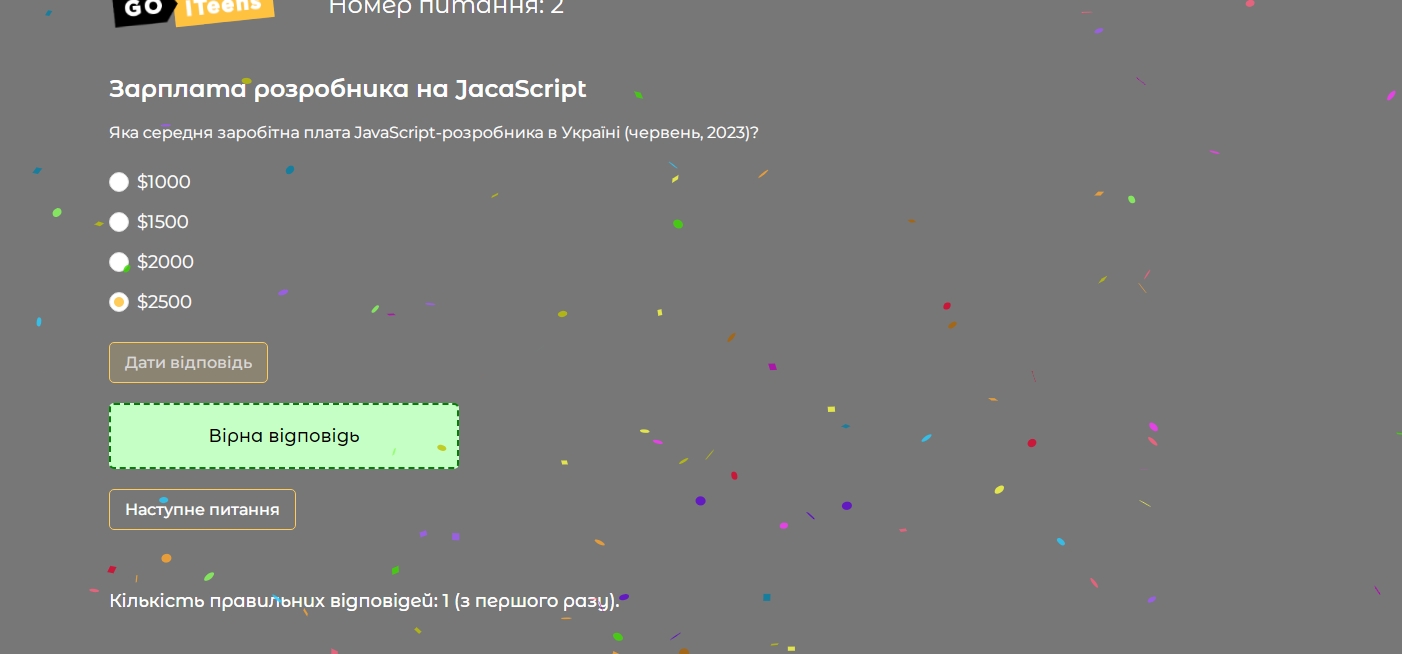 GO ITeens
Номер питання: 2
Зарплата розробника на JacaScript
Яка середня заробітна плата JavaScript-розробника в Україні (червень, 2023)?
$1000
$1500
$2000
$2500
Дати відповідь
Вірна відповідь
Наступне питання
Кількість правильних відповідей: 1 (з першого разу).